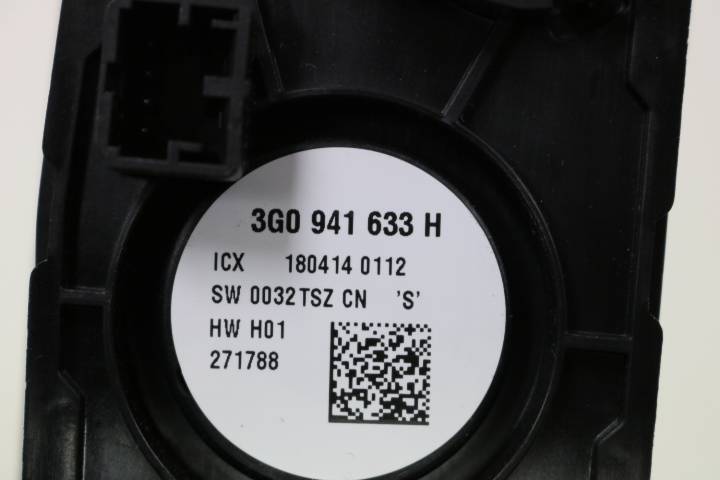 3G0 941 633 H
ICX 180414 0112
SW 0032 TSZ CN 'S'
HW H01
271788